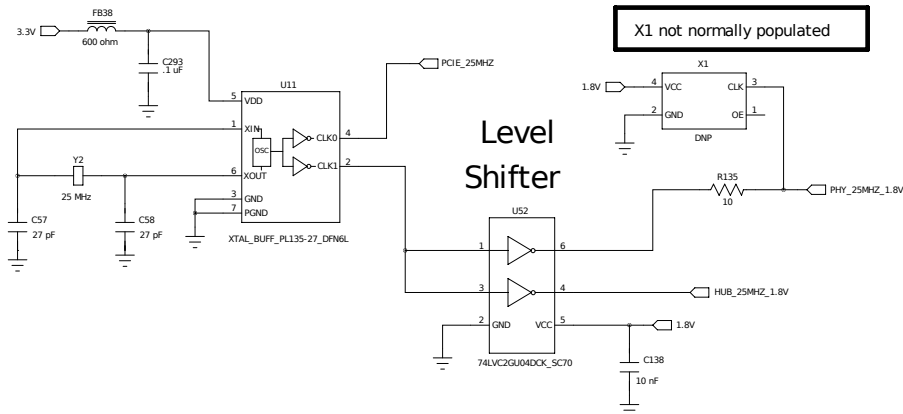 FB38
3.3V
600 ohm
C293
.1 uF
X1 not normally populated
U11
5
VDD
1
XIN
OSC
CLK0
4
PCIE_25MHZ
CLK1
2
6
XOUT
3
GND
7
PGND
XTAL_BUFF_PL135-27_DFN6L
Y2
25 MHz
C57
27 pF
C58
27 pF
Level
Shifter
X1
1.8V
4
VCC
CLK
3
2
GND
OE
1
DNP
R135
10
PHY_25MHZ_1.8V
U52
1
6
3
4
HUB_25MHZ_1.8V
2
GND
VCC
5
1.8V
74LVC2GU04DCK_SC70
C138
10 nF